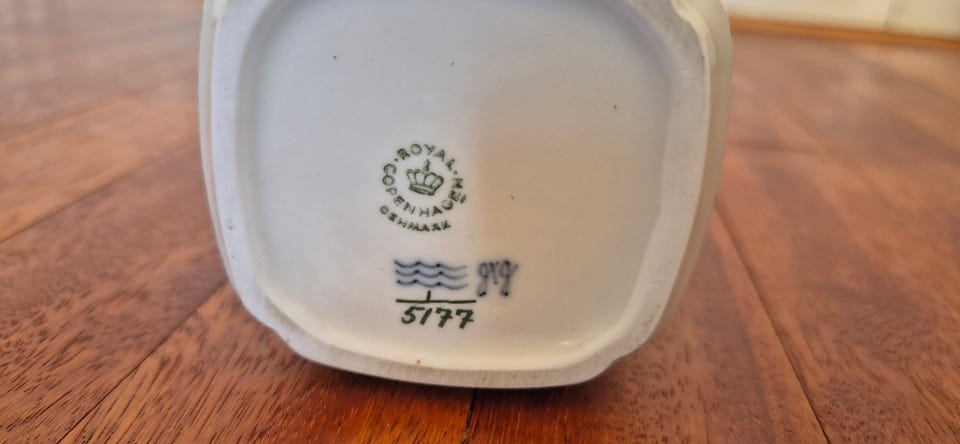 ROYAL
COPENHAGEN
DENMARK
5177